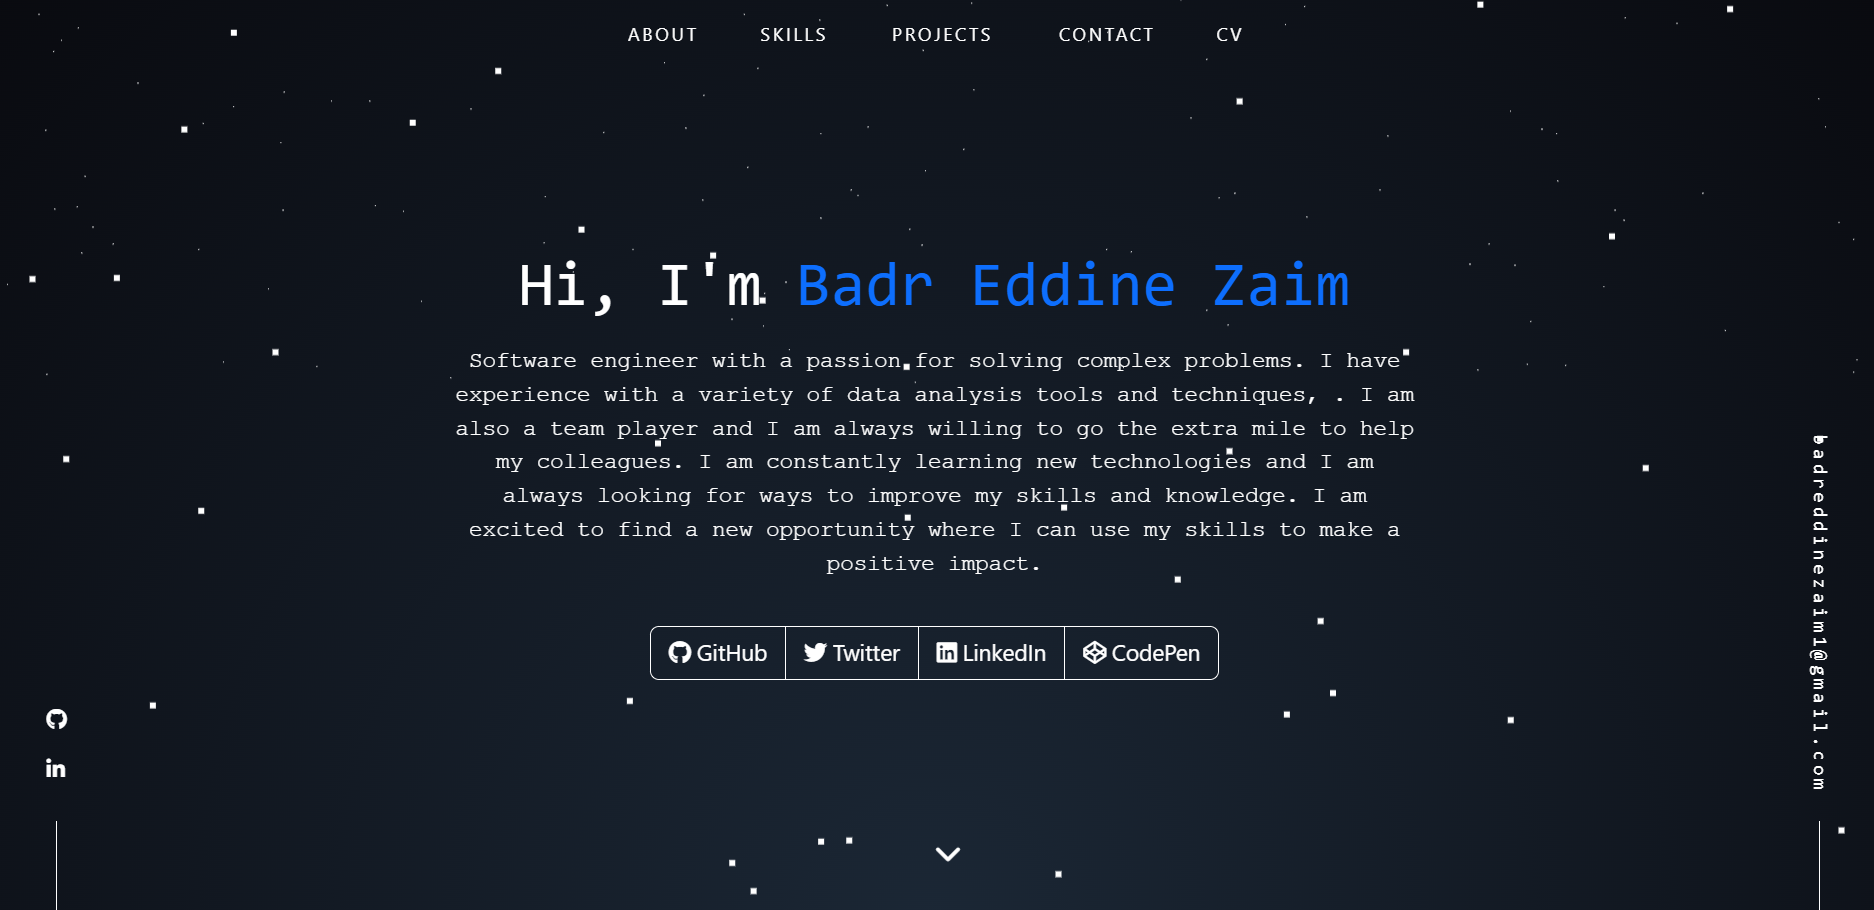 ABOUT SKILLS PROJECTS CONTACT CV
Hi, I'm Badr Eddine Zaim
Software engineer with a passion for solving complex problems. I have
experience with a variety of data analysis tools and techniques, . I am
also a team player and I am always willing to go the extra mile to help
my colleagues. I am constantly learning new technologies and I am
always looking for ways to improve my skills and knowledge. I am
excited to find a new opportunity where I can use my skills to make a
positive impact.
GitHub Twitter LinkedIn CodePen
badreddinezaim1@gmail.com